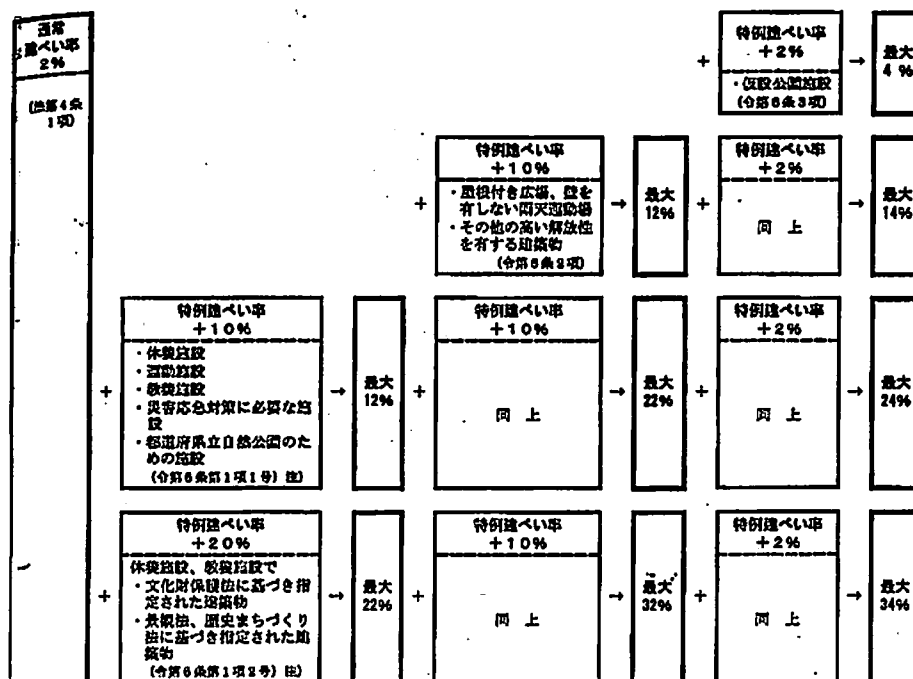 通常
建ぺい率
2%
(法第4条
1項)
+
特例建ぺい率
+2%
・仮設公園施設
(令第6条3項)
→
最大
4%
+
特例建ぺい率
+10%
・屋根付き広場、壁を
有しない雨天運動場
・その他の高い解放性
を有する建築物
(令第6条2項)
→
最大
12%
+
特例建ぺい率
+2%
同 上
→
最大
14%
+
特例建ぺい率
+10%
・休養施設
・運動施設
・教養施設
・災害応急対策に必要な施
設
・都道府県立自然公園のた
めの施設
(令第6条第1項1号) 注)
→
最大
12%
+
特例建ぺい率
+10%
同 上
→
最大
22%
+
特例建ぺい率
+2%
同 上
→
最大
24%
+
特例建ぺい率
+20%
休養施設、教養施設で
・文化財保護法に基づき指
定された建築物
・景観法、歴史まちづくり
法に基づき指定された建
築物
(令第6条第1項2号) 注)
→
最大
22%
+
特例建ぺい率
+10%
同 上
→
最大
32%
+
特例建ぺい率
+2%
同 上
→
最大
34%